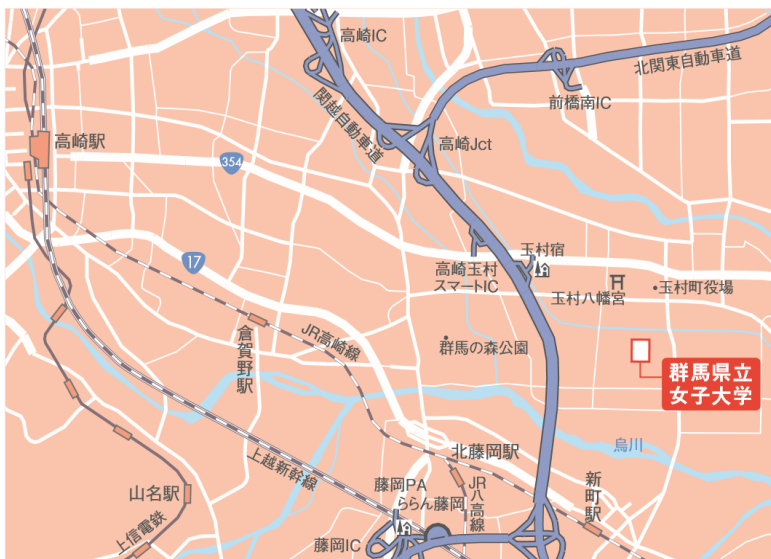 高崎IC
北関東自動車道
前橋南IC
関越自動車道
高崎駅
高崎Jct
354
17
高崎玉村
スマートIC
玉村宿
玉村八幡宮
玉村町役場
倉賀野駅
JR高崎線
群馬の森公園
群馬県立
女子大学
烏川
北藤岡駅
上越新幹線
山名駅
藤岡PA
ららん藤岡
JR八高線
新町駅
上信電鉄
藤岡IC